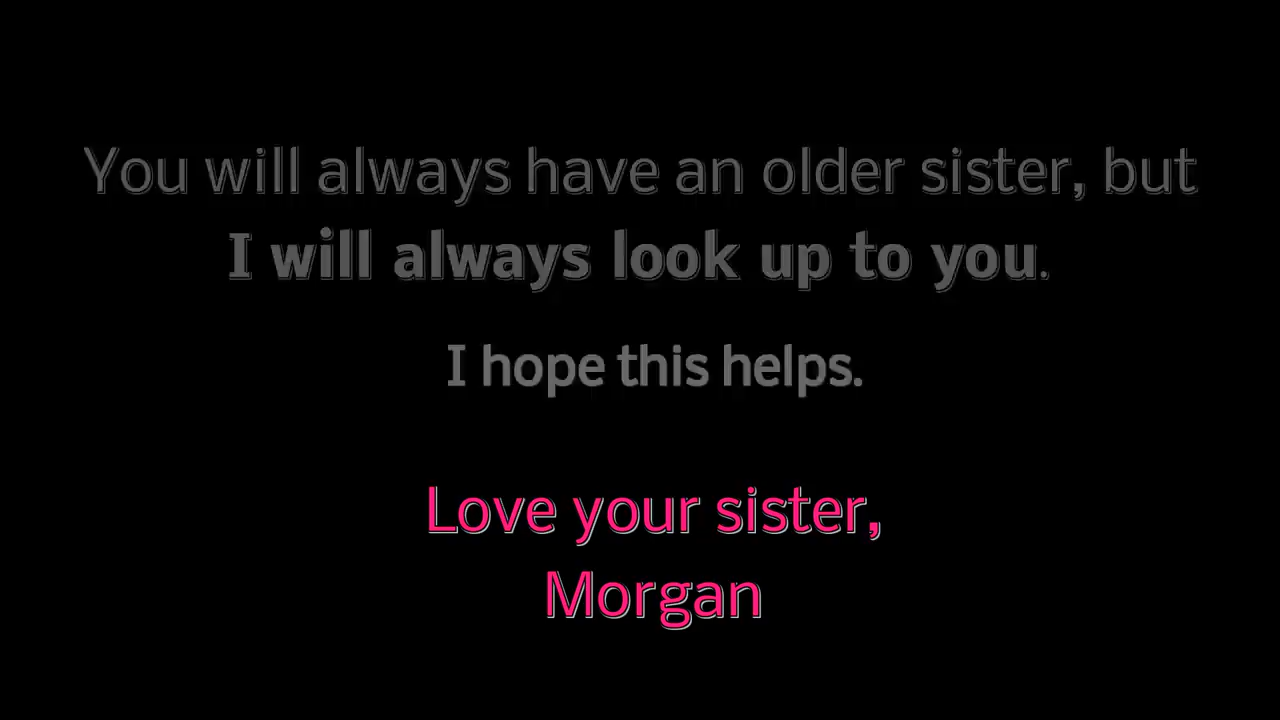 You will always have an older sister, but
I will always look up to you.
I hope this helps.
Love your sister,
Morgan